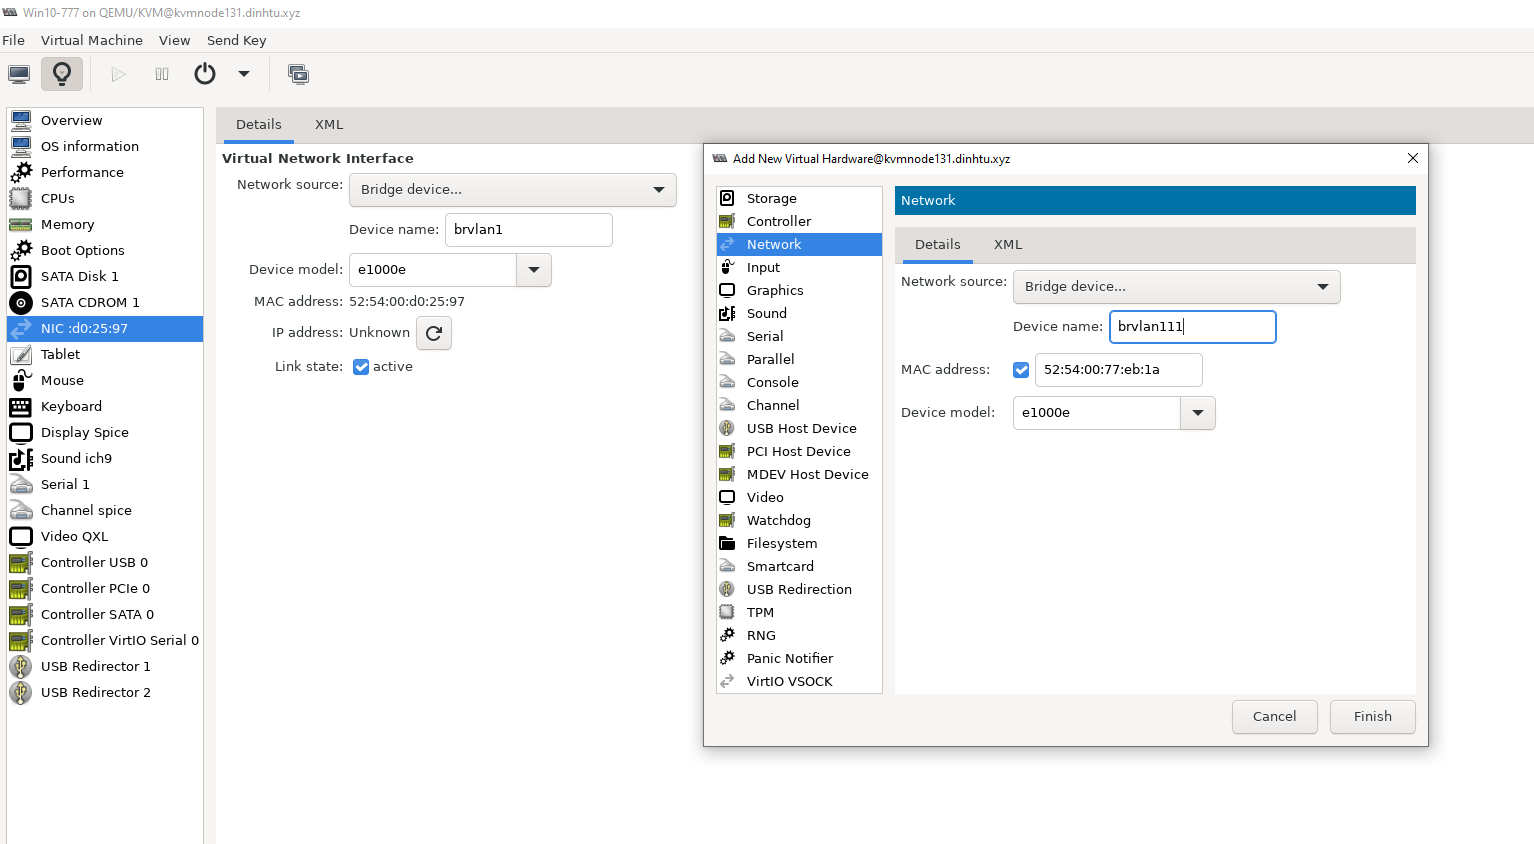 Win10-777 on QEMU/KVM@kvmnode131.dinhtu.xyz
File Virtual Machine View Send Key
Overview
OS information
Performance
CPUs
Memory
Boot Options
SATA Disk 1
SATA CDROM 1
NIC :d0:25:97
Tablet
Mouse
Keyboard
Display Spice
Sound ich9
Serial 1
Channel spice
Video QXL
Controller USB 0
Controller PCIe 0
Controller SATA 0
Controller VirtIO Serial 0
USB Redirector 1
USB Redirector 2
Details XML
Virtual Network Interface
Network source: Bridge device...
Device name: brvlan1
Device model: e1000e
MAC address: 52:54:00:d0:25:97
IP address: Unknown
Link state: active
Add New Virtual Hardware@kvmnode131.dinhtu.xyz
Storage
Controller
Network
Input
Graphics
Sound
Serial
Parallel
Console
Channel
USB Host Device
PCI Host Device
MDEV Host Device
Video
Watchdog
Filesystem
Smartcard
USB Redirection
TPM
RNG
Panic Notifier
VirtIO VSOCK
Network
Details XML
Network source: Bridge device...
Device name: brvlan111
MAC address: 52:54:00:77:eb:1a
Device model: e1000e
Cancel Finish